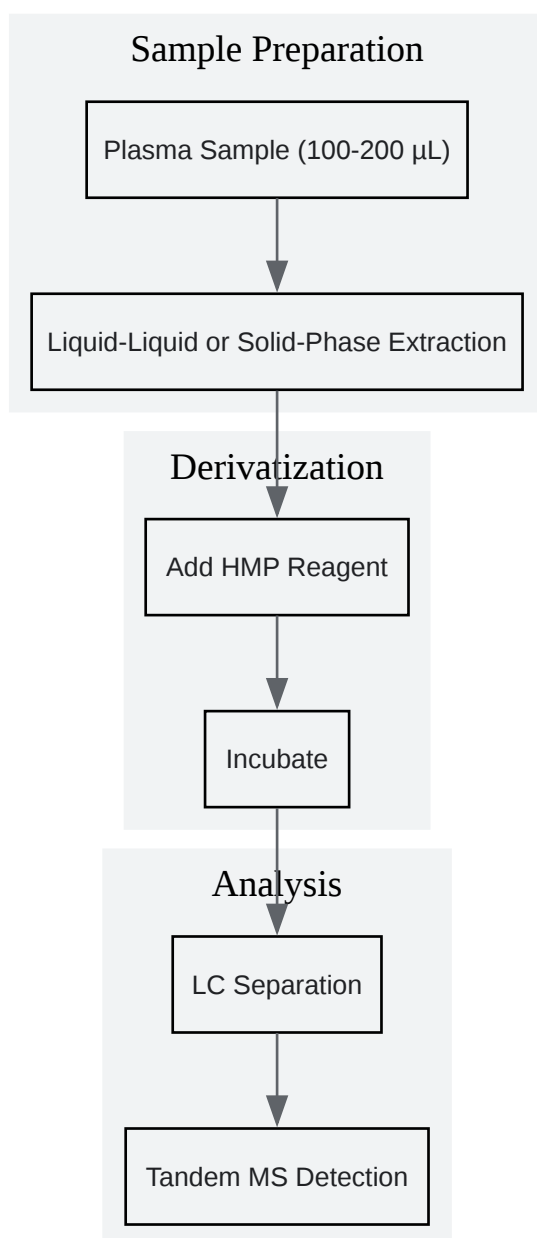 Sample Preparation
Plasma Sample (100-200 µL)
Liquid-Liquid or Solid-Phase Extraction
Derivatization
Add HMP Reagent
Incubate
Analysis
LC Separation
Tandem MS Detection